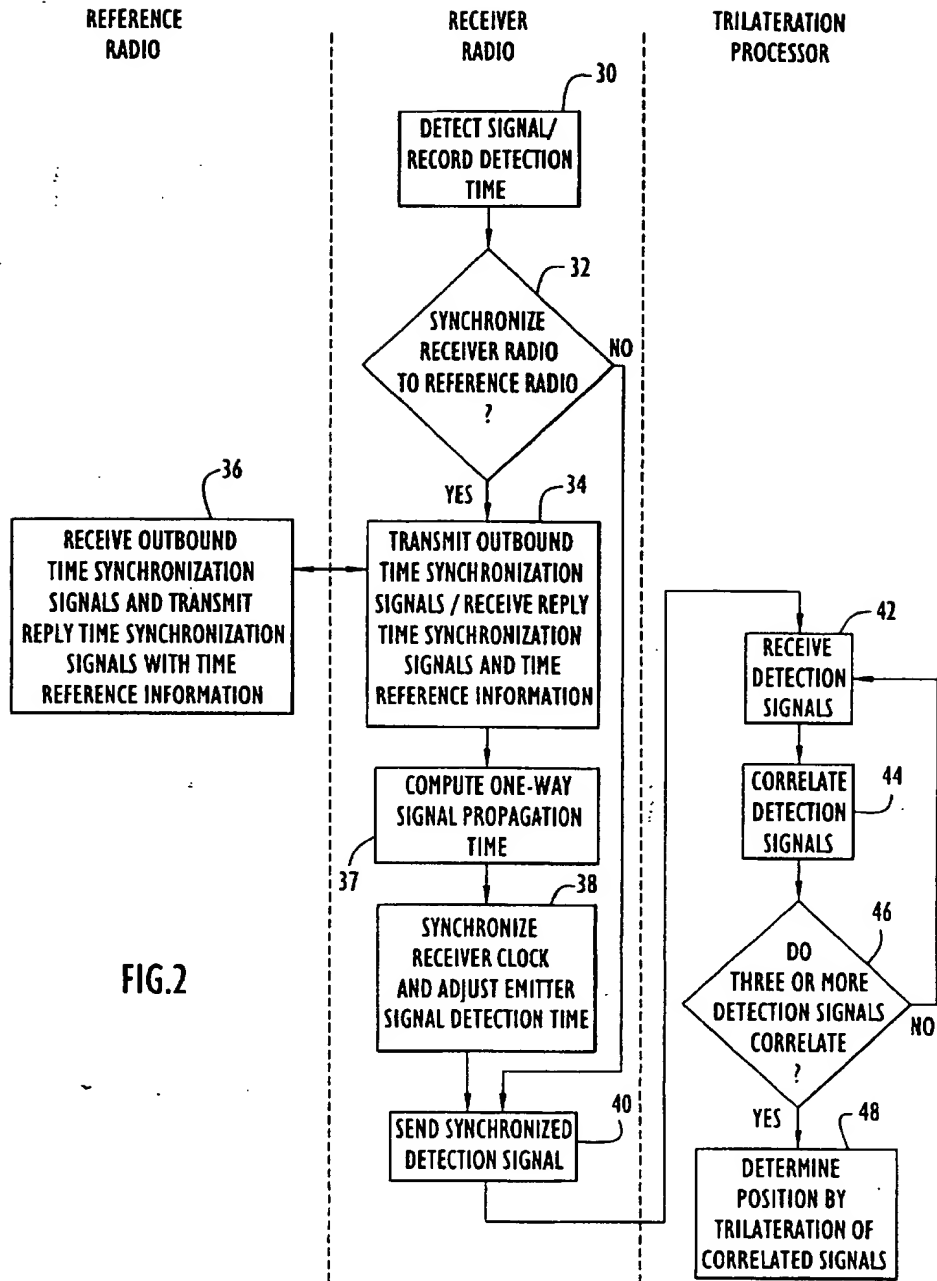 REFERENCE
RADIO
RECEIVER
RADIO
TRILATERATION
PROCESSOR
30
DETECT SIGNAL/
RECORD DETECTION
TIME
32
SYNCHRONIZE
RECEIVER RADIO
TO REFERENCE RADIO
?
NO
YES
36
RECEIVE OUTBOUND
TIME SYNCHRONIZATION
SIGNALS AND TRANSMIT
REPLY TIME SYNCHRONIZATION
SIGNALS WITH TIME
REFERENCE INFORMATION
34
TRANSMIT OUTBOUND
TIME SYNCHRONIZATION
SIGNALS / RECEIVE REPLY
TIME SYNCHRONIZATION
SIGNALS AND TIME
REFERENCE INFORMATION
COMPUTE ONE-WAY
SIGNAL PROPAGATION
TIME
37
38
SYNCHRONIZE
RECEIVER CLOCK
AND ADJUST EMITTER
SIGNAL DETECTION TIME
40
SEND SYNCHRONIZED
DETECTION SIGNAL
42
RECEIVE
DETECTION
SIGNALS
44
CORRELATE
DETECTION
SIGNALS
46
DO
THREE OR MORE
DETECTION SIGNALS
CORRELATE
?
NO
YES
48
DETERMINE
POSITION BY
TRILATERATION OF
CORRELATED SIGNALS
FIG.2